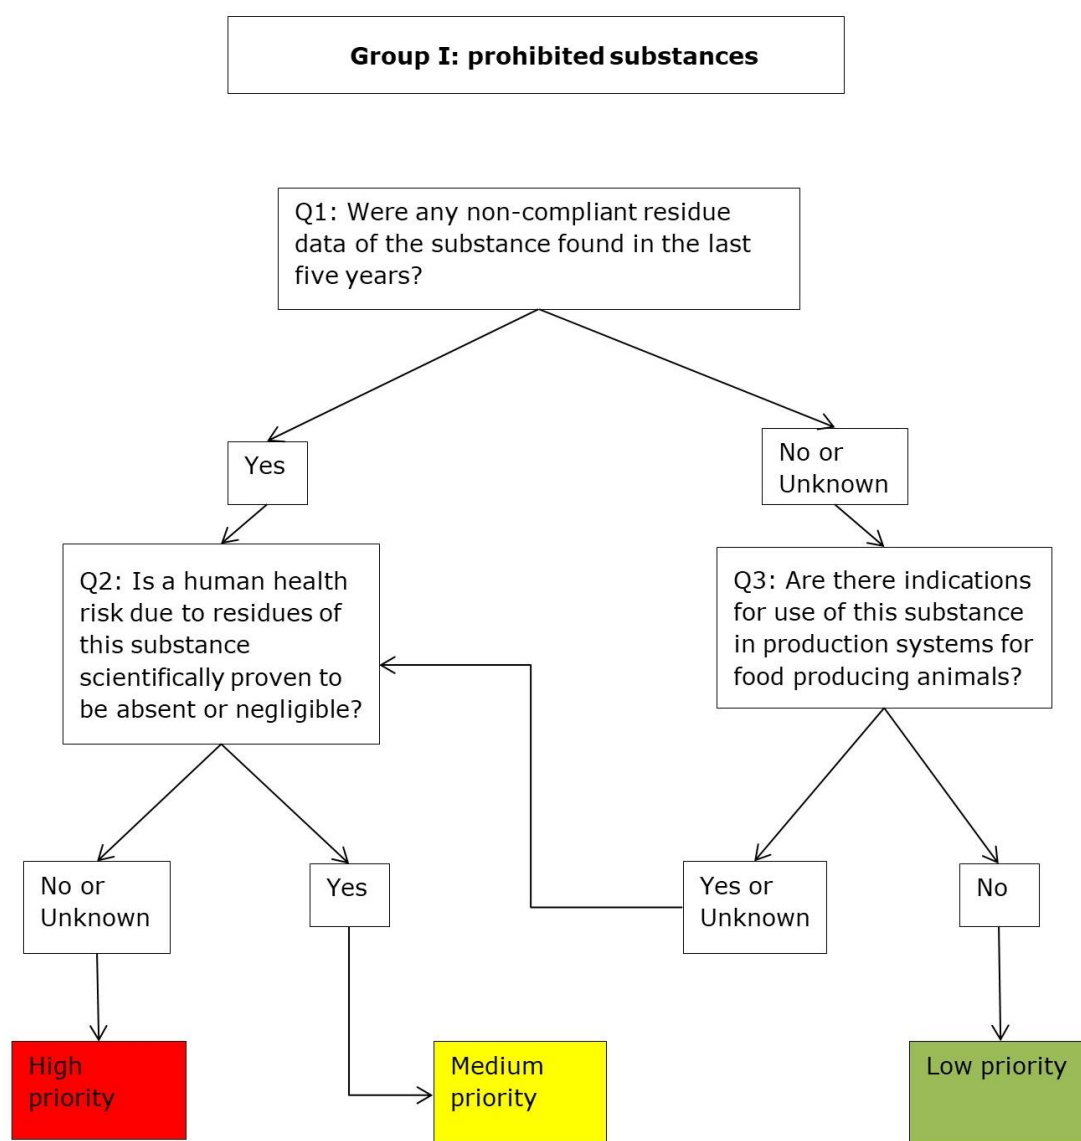 Group I: prohibited substances
Q1: Were any non-compliant residue
data of the substance found in the last
five years?
Yes
No or
Unknown
Q2: Is a human health
risk due to residues of
this substance
scientifically proven to
be absent or negligible?
Q3: Are there indications
for use of this substance
in production systems for
food producing animals?
No or
Unknown
Yes
Yes or
Unknown
No
High
priority
Medium
priority
Low priority